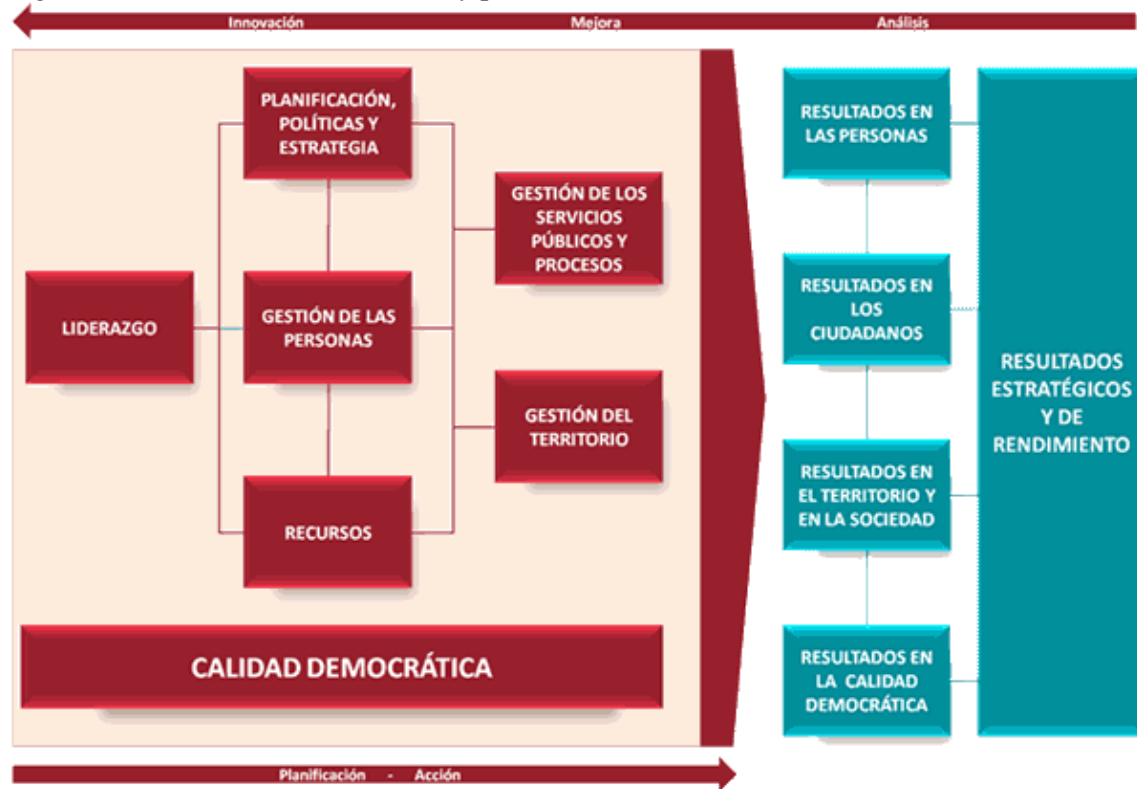 Innovación Mejora Análisis
PLANIFICACIÓN,
POLÍTICAS Y
ESTRATEGIA
GESTIÓN DE LOS
SERVICIOS
PÚBLICOS Y
PROCESOS
LIDERAZGO
GESTIÓN DE LAS
PERSONAS
GESTIÓN DEL
TERRITORIO
RECURSOS
CALIDAD DEMOCRÁTICA
RESULTADOS EN
LAS PERSONAS
RESULTADOS EN
LOS
CIUDADANOS
RESULTADOS EN
EL TERRITORIO Y
EN LA SOCIEDAD
RESULTADOS EN
LA CALIDAD
DEMOCRÁTICA
RESULTADOS
ESTRATÉGICOS
Y DE
RENDIMIENTO
Planificación - Acción